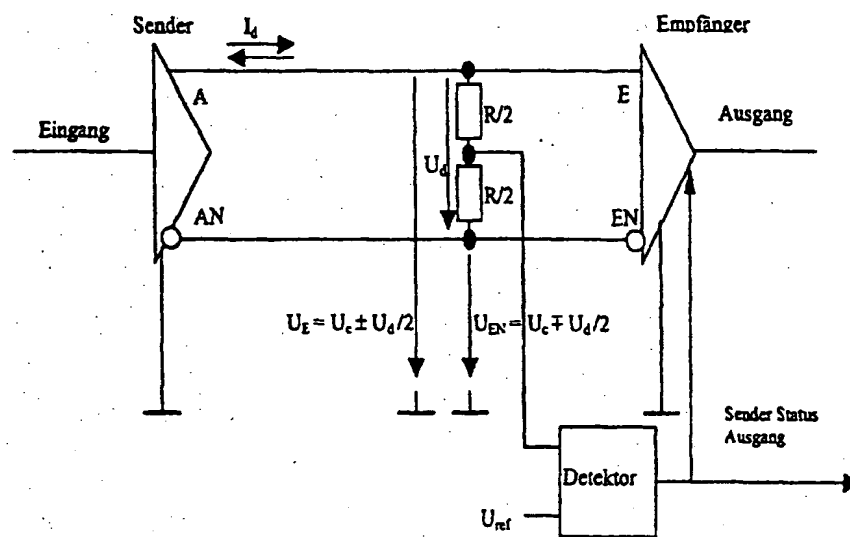 Sender
I_d
Empfänger
A
E
R/2
Eingang
Ausgang
U_d
R/2
AN
EN
U_E = U_c ± U_d/2
U_EN = U_c ∓ U_d/2
Sender Status
Ausgang
Detektor
U_ref